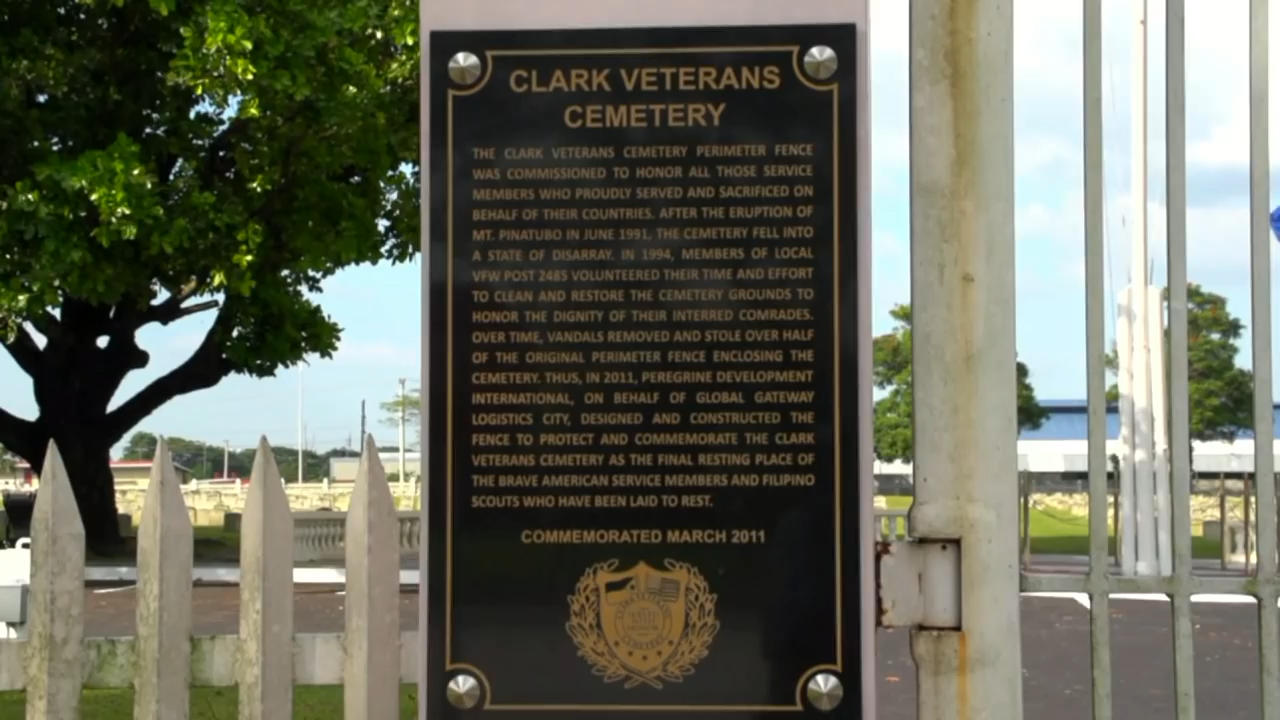 CLARK VETERANS
CEMETERY
THE CLARK VETERANS CEMETERY PERIMETER FENCE
WAS COMMISSIONED TO HONOR ALL THOSE SERVICE
MEMBERS WHO PROUDLY SERVED AND SACRIFICED ON
BEHALF OF THEIR COUNTRIES. AFTER THE ERUPTION OF
MT. PINATUBO IN JUNE 1991, THE CEMETERY FELL INTO
A STATE OF DISARRAY. IN 1994, MEMBERS OF LOCAL
VFW POST 2485 VOLUNTEERED THEIR TIME AND EFFORT
TO CLEAN AND RESTORE THE CEMETERY GROUNDS TO
HONOR THE DIGNITY OF THEIR INTERRED COMRADES.
OVER TIME, VANDALS REMOVED AND STOLE OVER HALF
OF THE ORIGINAL PERIMETER FENCE ENCLOSING THE
CEMETERY. THUS, IN 2011, PEREGRINE DEVELOPMENT
INTERNATIONAL, ON BEHALF OF GLOBAL GATEWAY
LOGISTICS CITY, DESIGNED AND CONSTRUCTED THE
FENCE TO PROTECT AND COMMEMORATE THE CLARK
VETERANS CEMETERY AS THE FINAL RESTING PLACE OF
THE BRAVE AMERICAN SERVICE MEMBERS AND FILIPINO
SCOUTS WHO HAVE BEEN LAID TO REST.
COMMEMORATED MARCH 2011